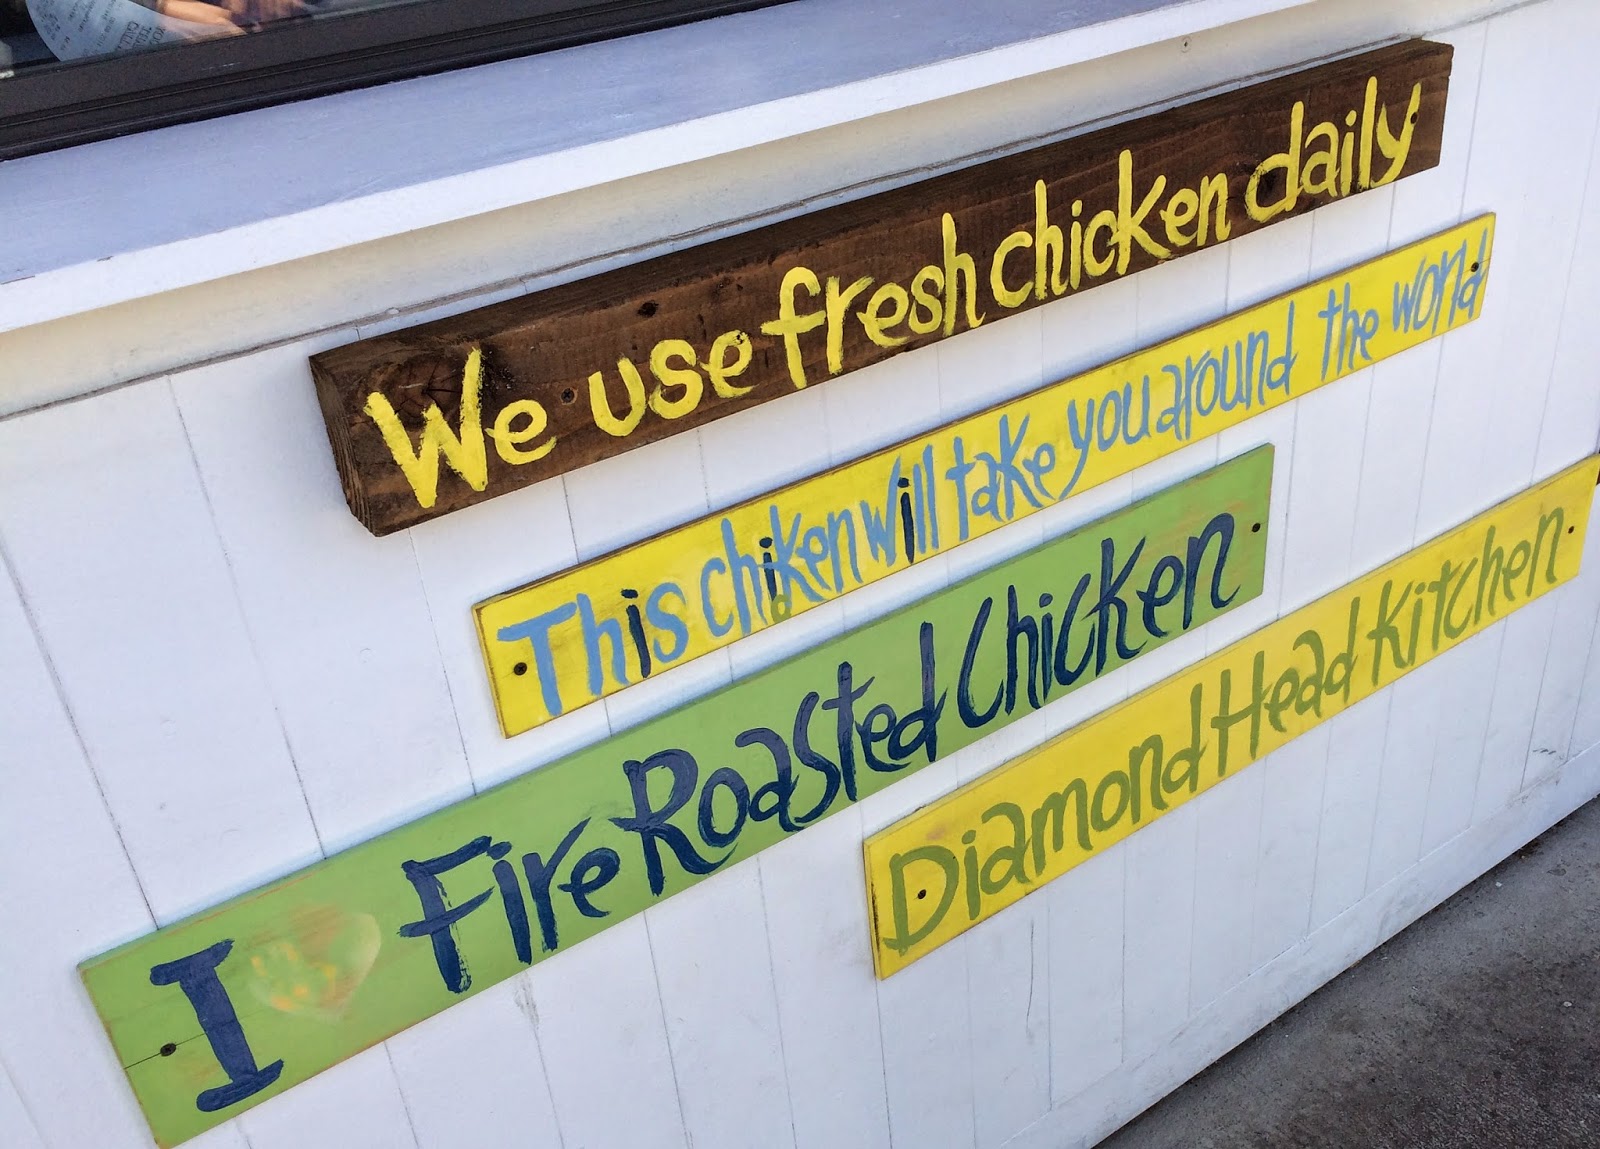 We use fresh chicken daily
This chiken will take you around the world
I Fire Roasted Chicken
Diamond Head Kitchen